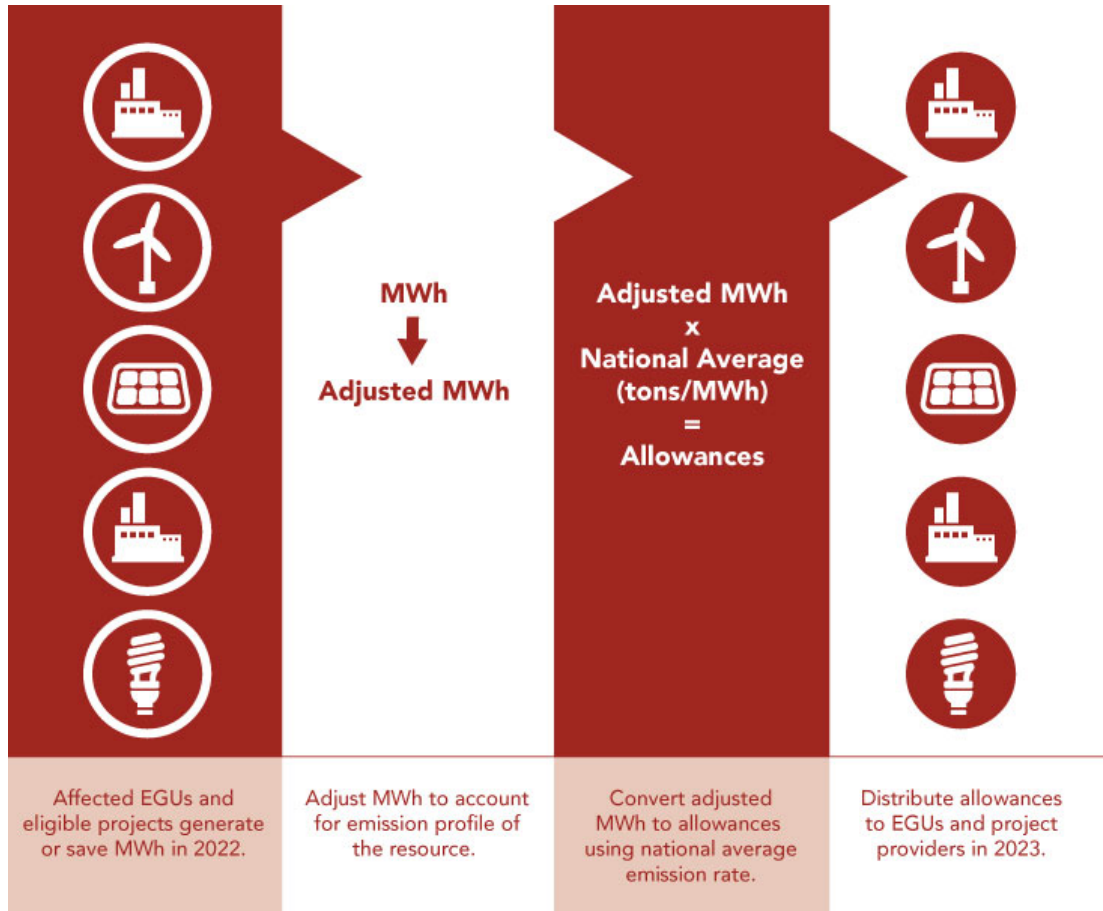 MWh
Adjusted MWh
Adjusted MWh
x
National Average
(tons/MWh)
=
Allowances
Affected EGUs and
eligible projects generate
or save MWh in 2022.
Adjust MWh to account
for emission profile of
the resource.
Convert adjusted
MWh to allowances
using national average
emission rate.
Distribute allowances
to EGUs and project
providers in 2023.